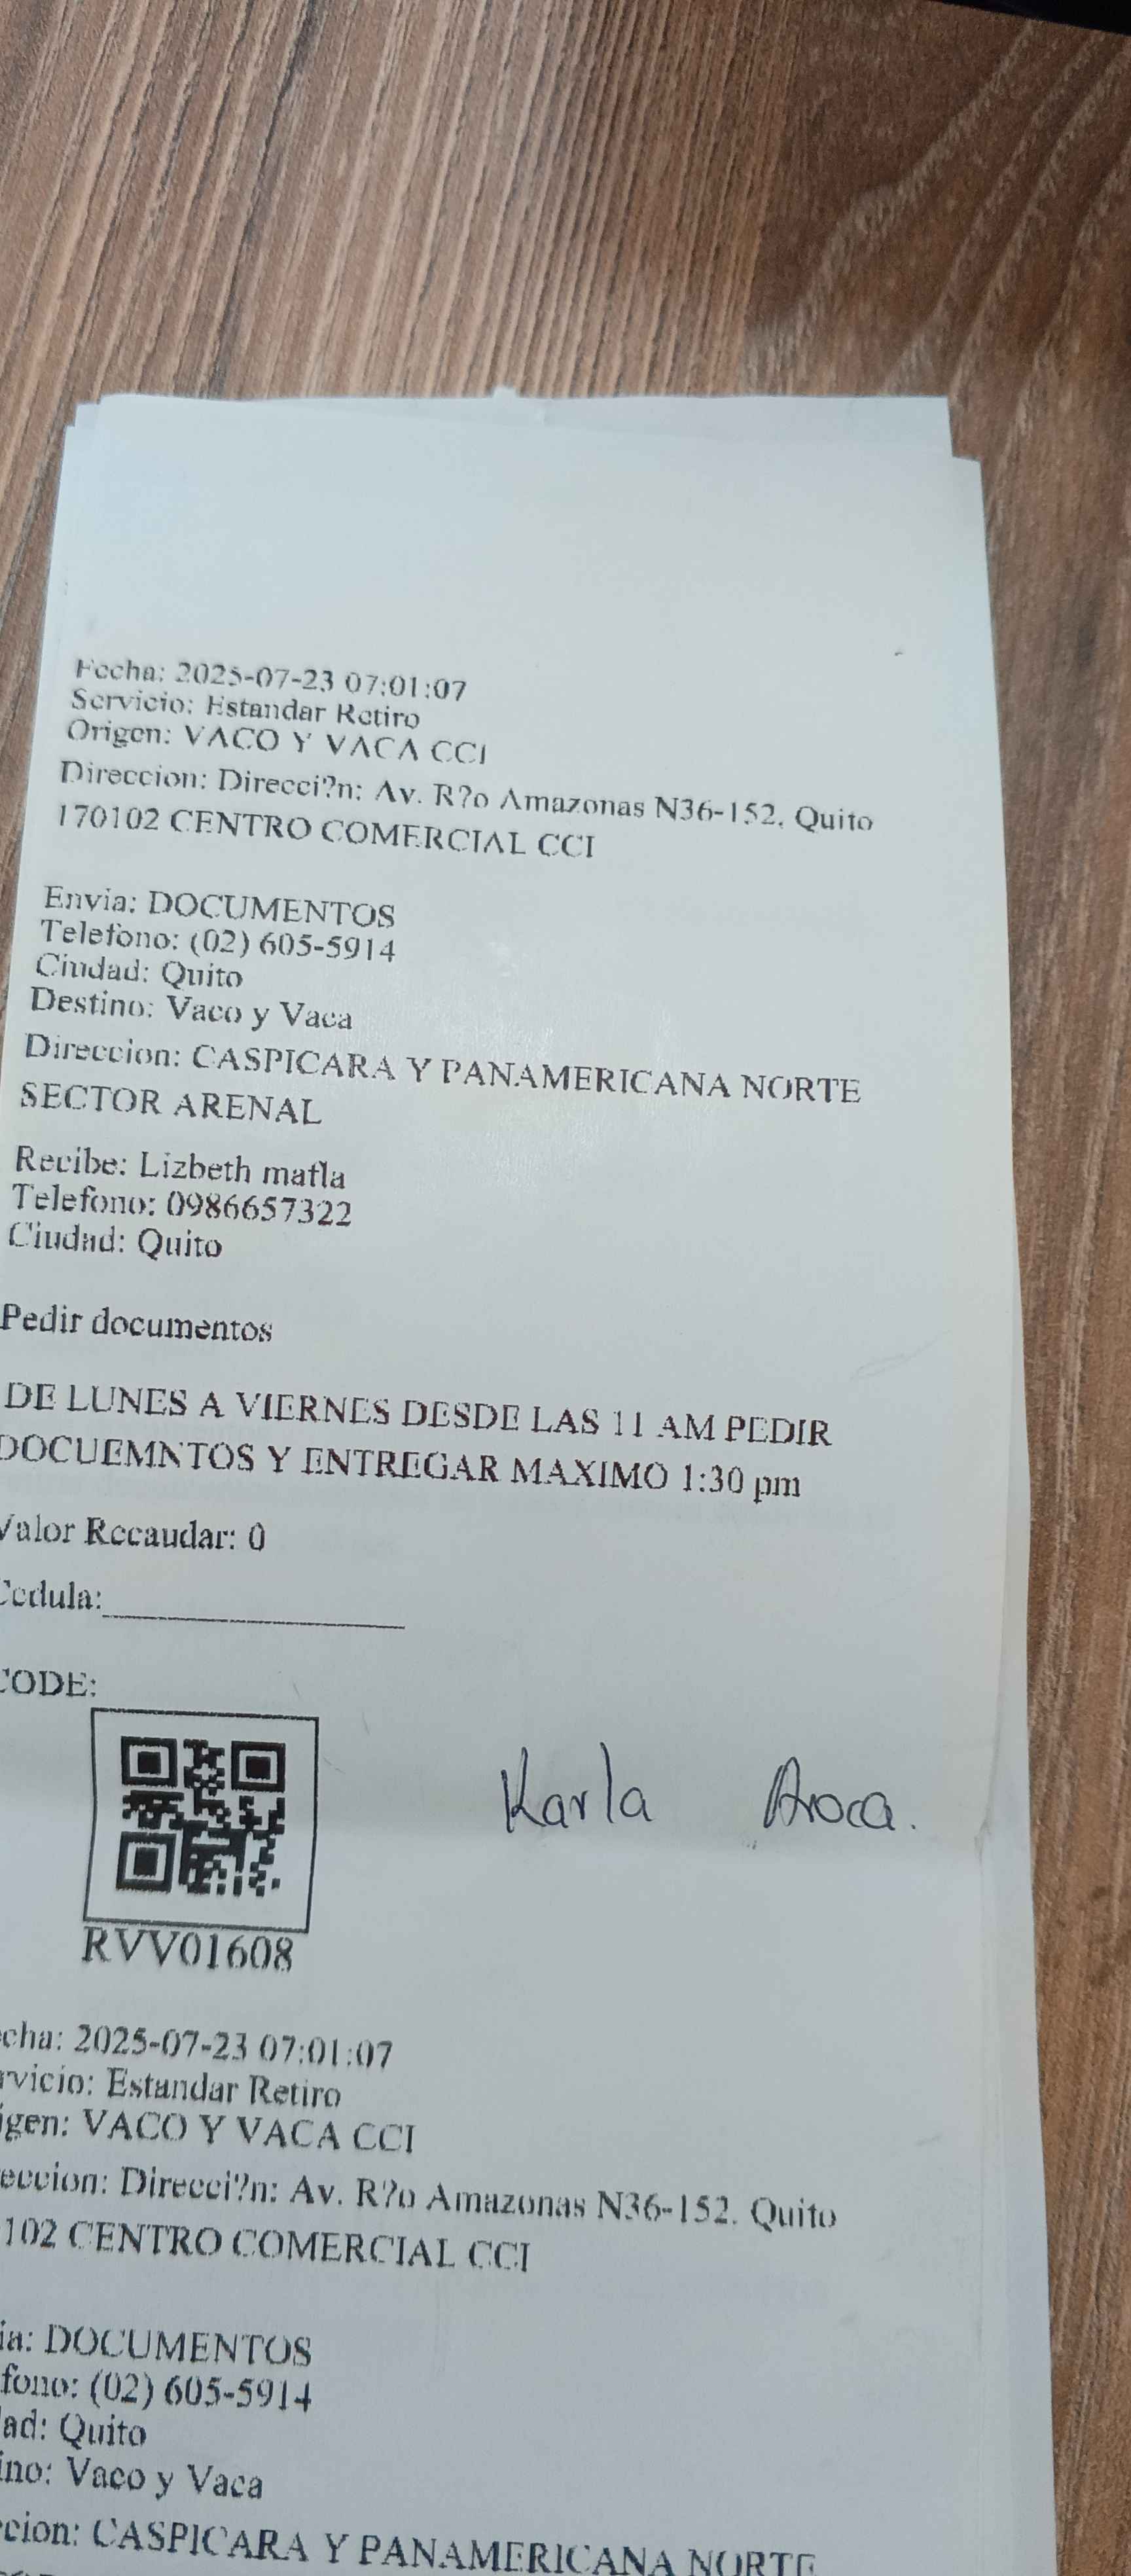 Fecha: 2025-07-23 07:01:07
Servicio: Estandar Retiro
Origen: VACO Y VACA CCI
Direccion: Direcci?n: Av. R?o Amazonas N36-152, Quito
170102 CENTRO COMERCIAL CCI
Envia: DOCUMENTOS
Telefono: (02) 605-5914
Ciudad: Quito
Destino: Vaco y Vaca
Direccion: CASPICARA Y PANAMERICANA NORTE
SECTOR ARENAL
Recibe: Lizbeth mafla
Telefono: 0986657322
Ciudad: Quito
Pedir documentos
DE LUNES A VIERNES DESDE LAS 11 AM PEDIR
DOCUEMNTOS Y ENTREGAR MAXIMO 1:30 pm
Valor Recaudar: 0
Cedula:
CODE:
Karla Aroca.
RVV01608
cha: 2025-07-23 07:01:07
rvicio: Estandar Retiro
igen: VACO Y VACA CCI
eccion: Direcci?n: Av. R?o Amazonas N36-152, Quito
102 CENTRO COMERCIAL CCI
ia: DOCUMENTOS
fono: (02) 605-5914
ad: Quito
ino: Vaco y Vaca
cion: CASPICARA Y PANAMERICANA NORTE